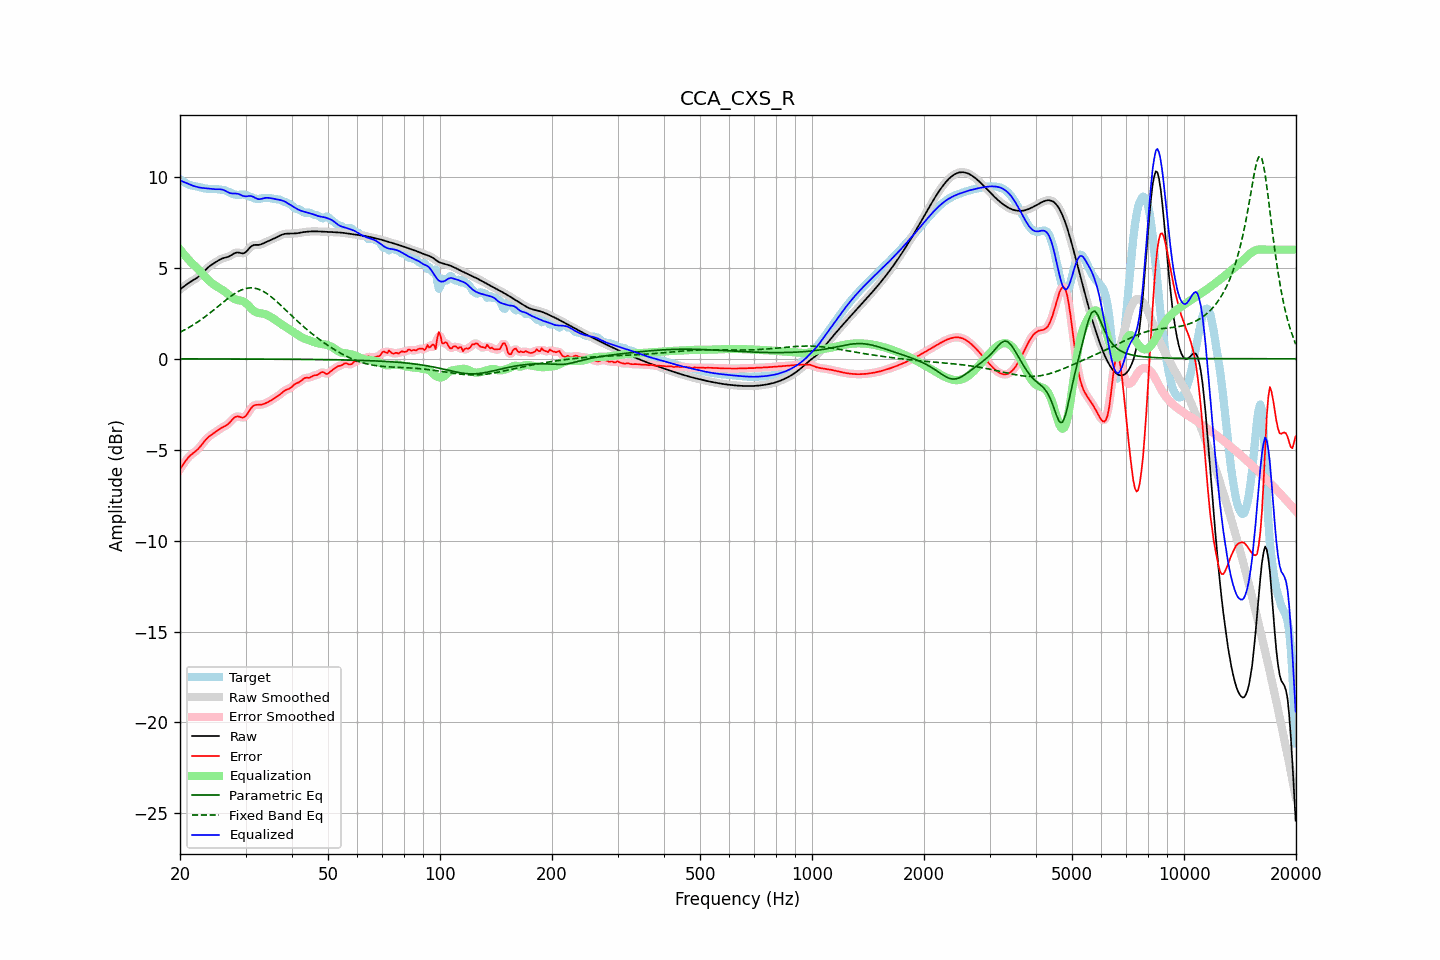 CCA_CXS_R
Amplitude (dBr)
10
5
0
−5
−10
−15
−20
−25
Target
Raw Smoothed
Error Smoothed
Raw
Error
Equalization
Parametric Eq
Fixed Band Eq
Equalized
20 50 100 200 500 1000 2000 5000 10000 20000
Frequency (Hz)